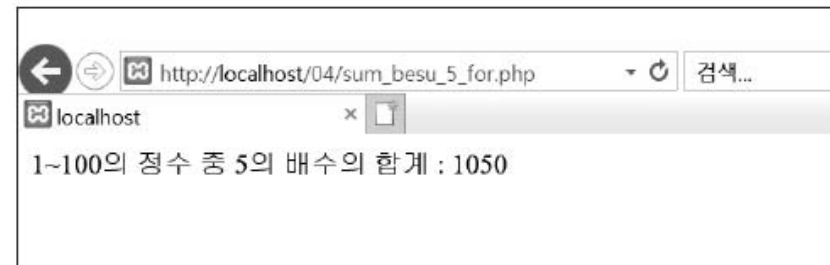 http://localhost/04/sum_besu_5_for.php
검색...
localhost
1~100의 정수 중 5의 배수의 합계 : 1050